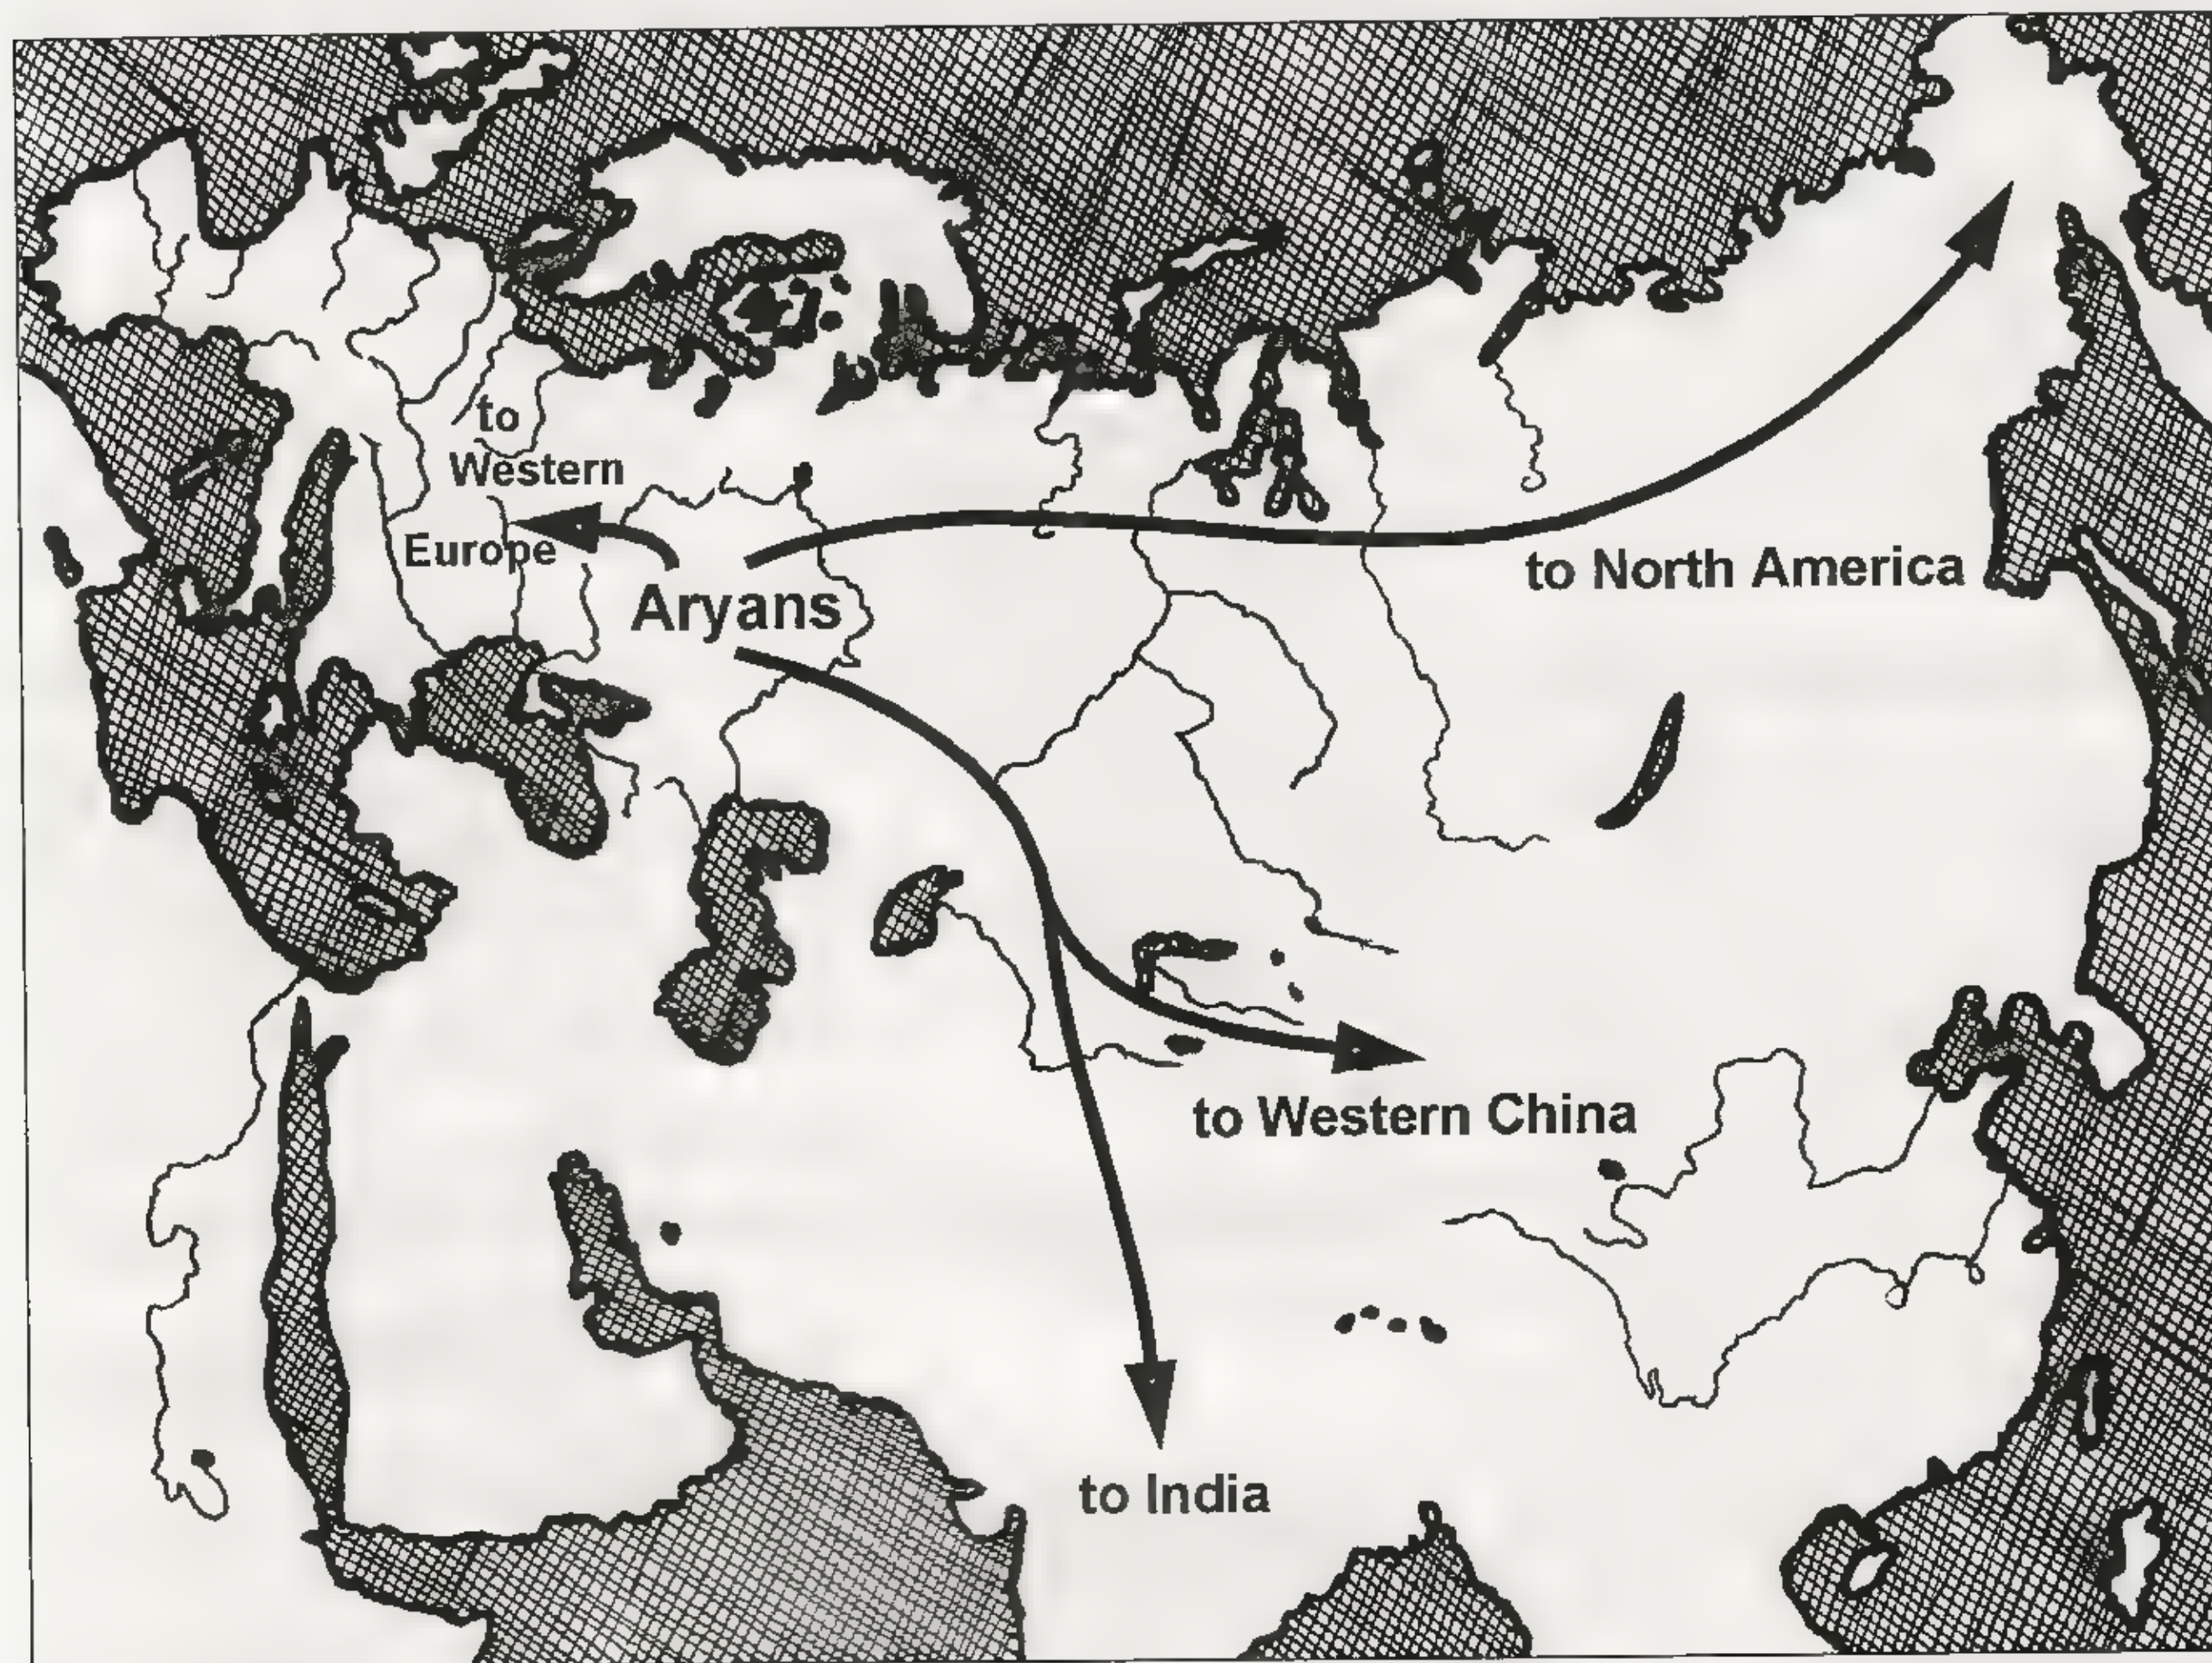 to
Western
Europe
Aryans
to North America
to Western China
to India